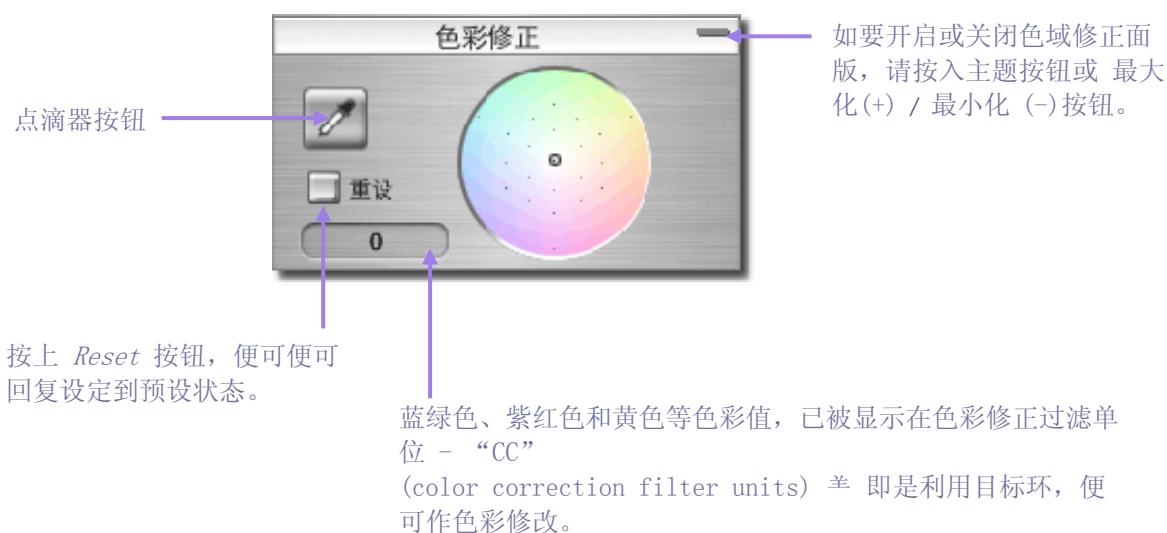 色彩修正
如要开启或关闭色域修正面
版，请按入主题按钮或 最大
化(+) / 最小化 (-)按钮。
点滴器按钮
重设
0
按上 Reset 按钮，便可便可
回复设定到预设状态。
蓝绿色、紫红色和黄色等色彩值，已被显示在色彩修正过滤单
位 - “CC”
(color correction filter units) 即是利用目标环，便
可作色彩修改。